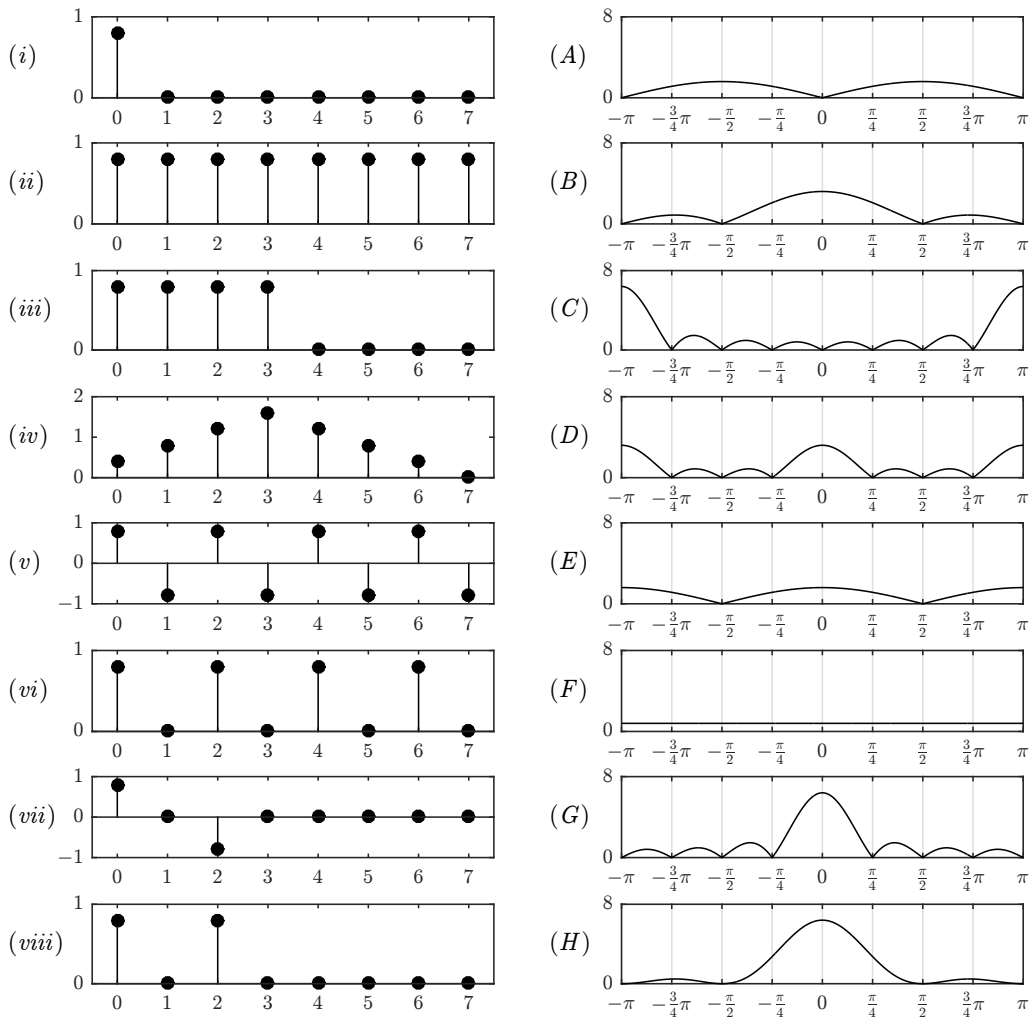 (i) 1 0 0 1 2 3 4 5 6 7
(A) 8 0 −π −3/4π −π/2 −π/4 0 π/4 π/2 3/4π π
(ii) 1 0 0 1 2 3 4 5 6 7
(B) 8 0 −π −3/4π −π/2 −π/4 0 π/4 π/2 3/4π π
(iii) 1 0 0 1 2 3 4 5 6 7
(C) 8 0 −π −3/4π −π/2 −π/4 0 π/4 π/2 3/4π π
(iv) 2 1 0 0 1 2 3 4 5 6 7
(D) 8 0 −π −3/4π −π/2 −π/4 0 π/4 π/2 3/4π π
(v) 1 0 −1 0 1 2 3 4 5 6 7
(E) 8 0 −π −3/4π −π/2 −π/4 0 π/4 π/2 3/4π π
(vi) 1 0 0 1 2 3 4 5 6 7
(F) 8 0 −π −3/4π −π/2 −π/4 0 π/4 π/2 3/4π π
(vii) 1 0 −1 0 1 2 3 4 5 6 7
(G) 8 0 −π −3/4π −π/2 −π/4 0 π/4 π/2 3/4π π
(viii) 1 0 0 1 2 3 4 5 6 7
(H) 8 0 −π −3/4π −π/2 −π/4 0 π/4 π/2 3/4π π